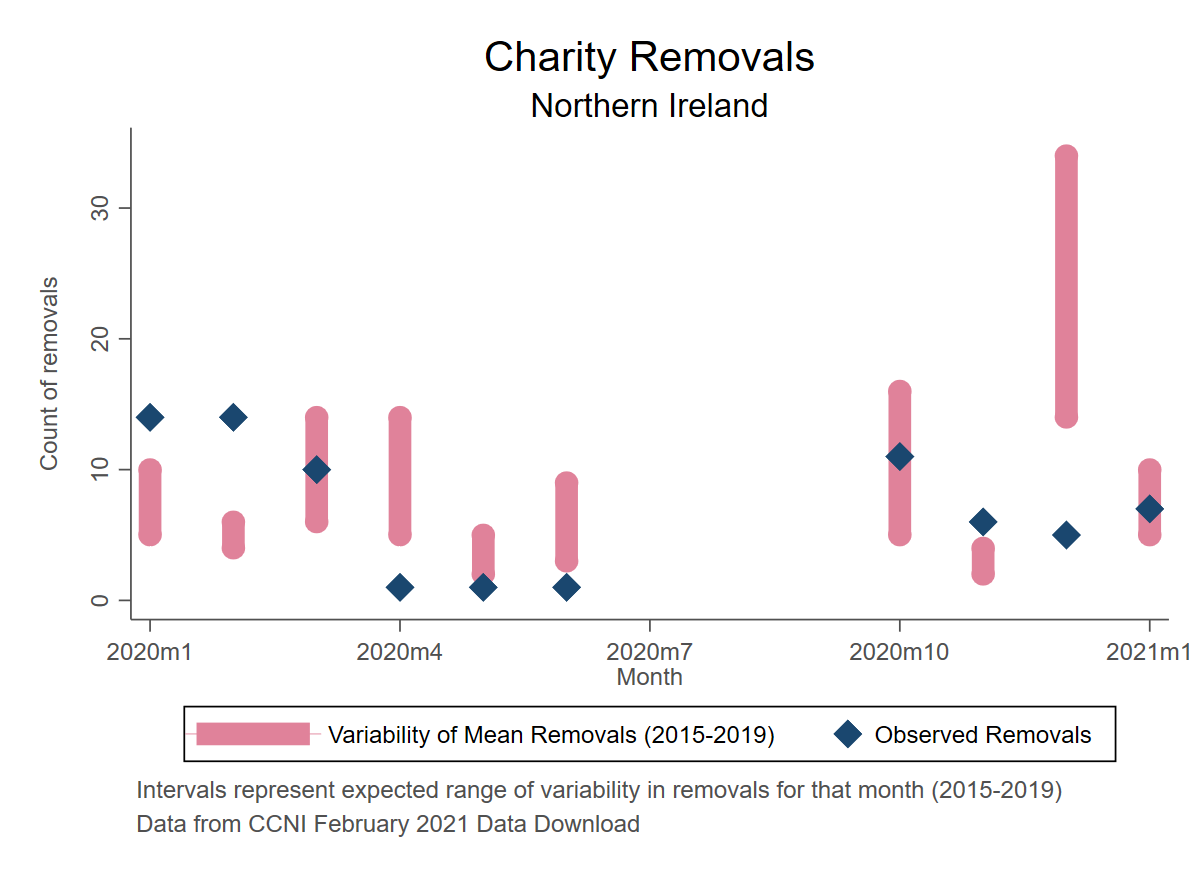 Charity Removals
Northern Ireland
Count of removals
30
20
10
0
2020m1 2020m4 2020m7 2020m10 2021m1
Month
Variability of Mean Removals (2015-2019) Observed Removals
Intervals represent expected range of variability in removals for that month (2015-2019)
Data from CCNI February 2021 Data Download